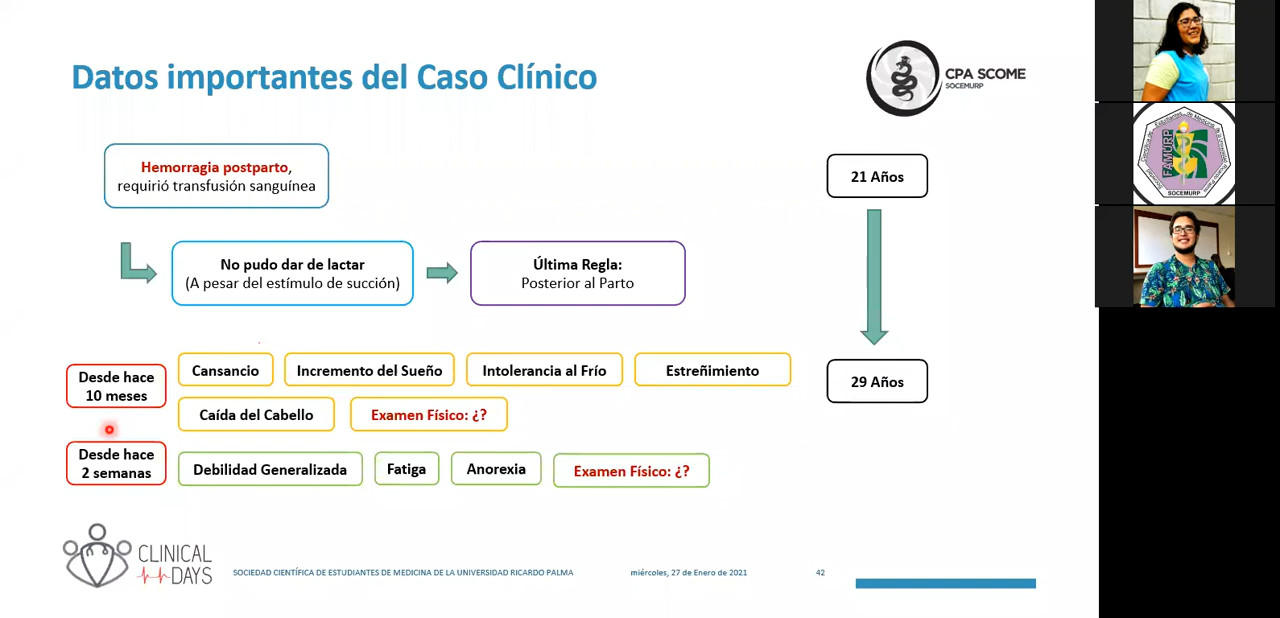 Datos importantes del Caso Clínico
CPA SCOME
SOCEMURP
Hemorragia postparto,
requirió transfusión sanguínea
21 Años
No pudo dar de lactar
(A pesar del estímulo de succión)
Última Regla:
Posterior al Parto
Desde hace
10 meses
Cansancio
Incremento del Sueño
Intolerancia al Frío
Estreñimiento
29 Años
Caída del Cabello
Examen Físico: ¿?
Desde hace
2 semanas
Debilidad Generalizada
Fatiga
Anorexia
Examen Físico: ¿?
CLINICAL
DAYS
SOCIEDAD CIENTÍFICA DE ESTUDIANTES DE MEDICINA DE LA UNIVERSIDAD RICARDO PALMA
miércoles, 27 de Enero de 2021
42
FAMURP
SOCEMURP